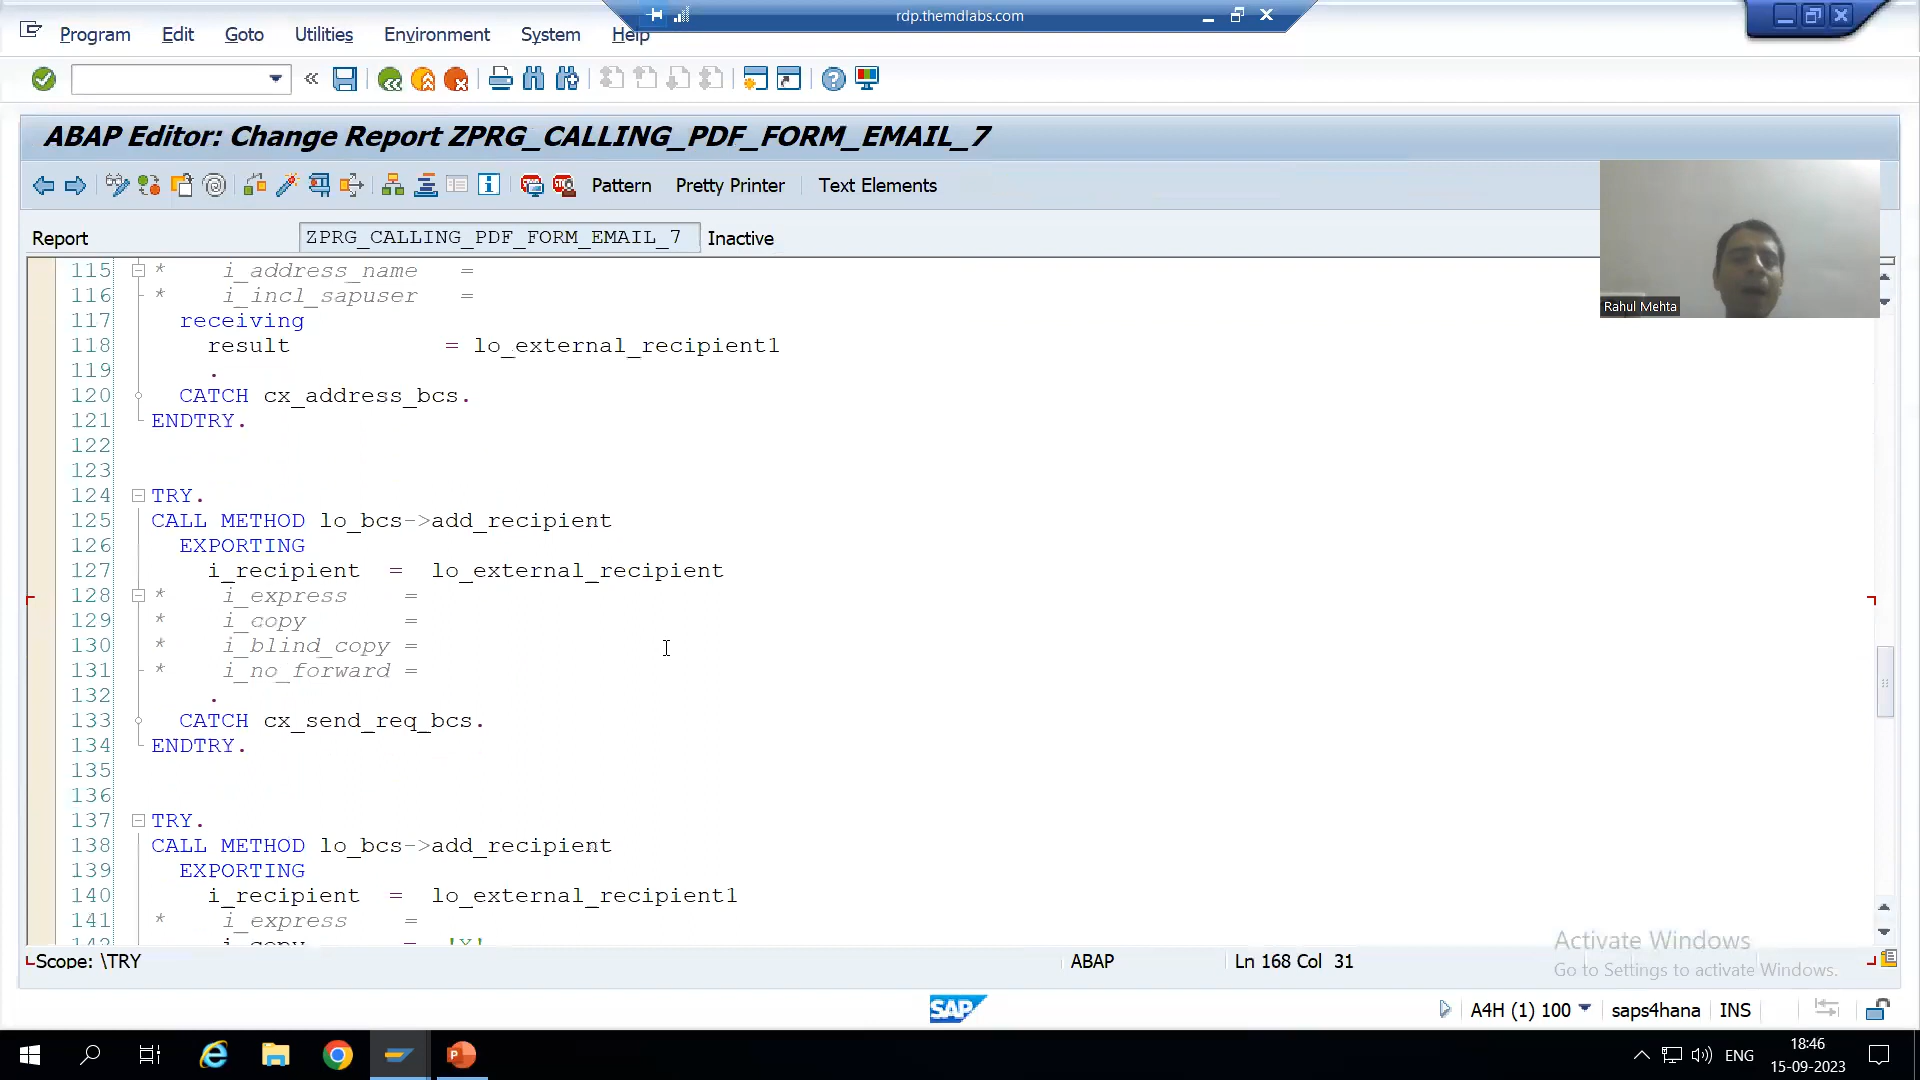 rdp.themdlabs.com
Program Edit Goto Utilities Environment System Help
ABAP Editor: Change Report ZPRG_CALLING_PDF_FORM_EMAIL_7
Pattern Pretty Printer Text Elements
Report ZPRG_CALLING_PDF_FORM_EMAIL_7 Inactive
Rahul Mehta
115 * i_address_name =
116 * i_incl_sapuser =
117 receiving
118 result = lo_external_recipient1
119 .
120 CATCH cx_address_bcs.
121 ENDTRY.
122
123
124 TRY.
125 CALL METHOD lo_bcs->add_recipient
126 EXPORTING
127 i_recipient = lo_external_recipient
128 * i_express =
129 * i_copy =
130 * i_blind_copy =
131 * i_no_forward =
132 .
133 CATCH cx_send_req_bcs.
134 ENDTRY.
135
136
137 TRY.
138 CALL METHOD lo_bcs->add_recipient
139 EXPORTING
140 i_recipient = lo_external_recipient1
141 * i_express =
142 i_copy = 'X'
Activate Windows
Go to Settings to activate Windows.
Scope: \TRY ABAP Ln 168 Col 31
SAP
A4H (1) 100 saps4hana INS
ENG
18:46
15-09-2023